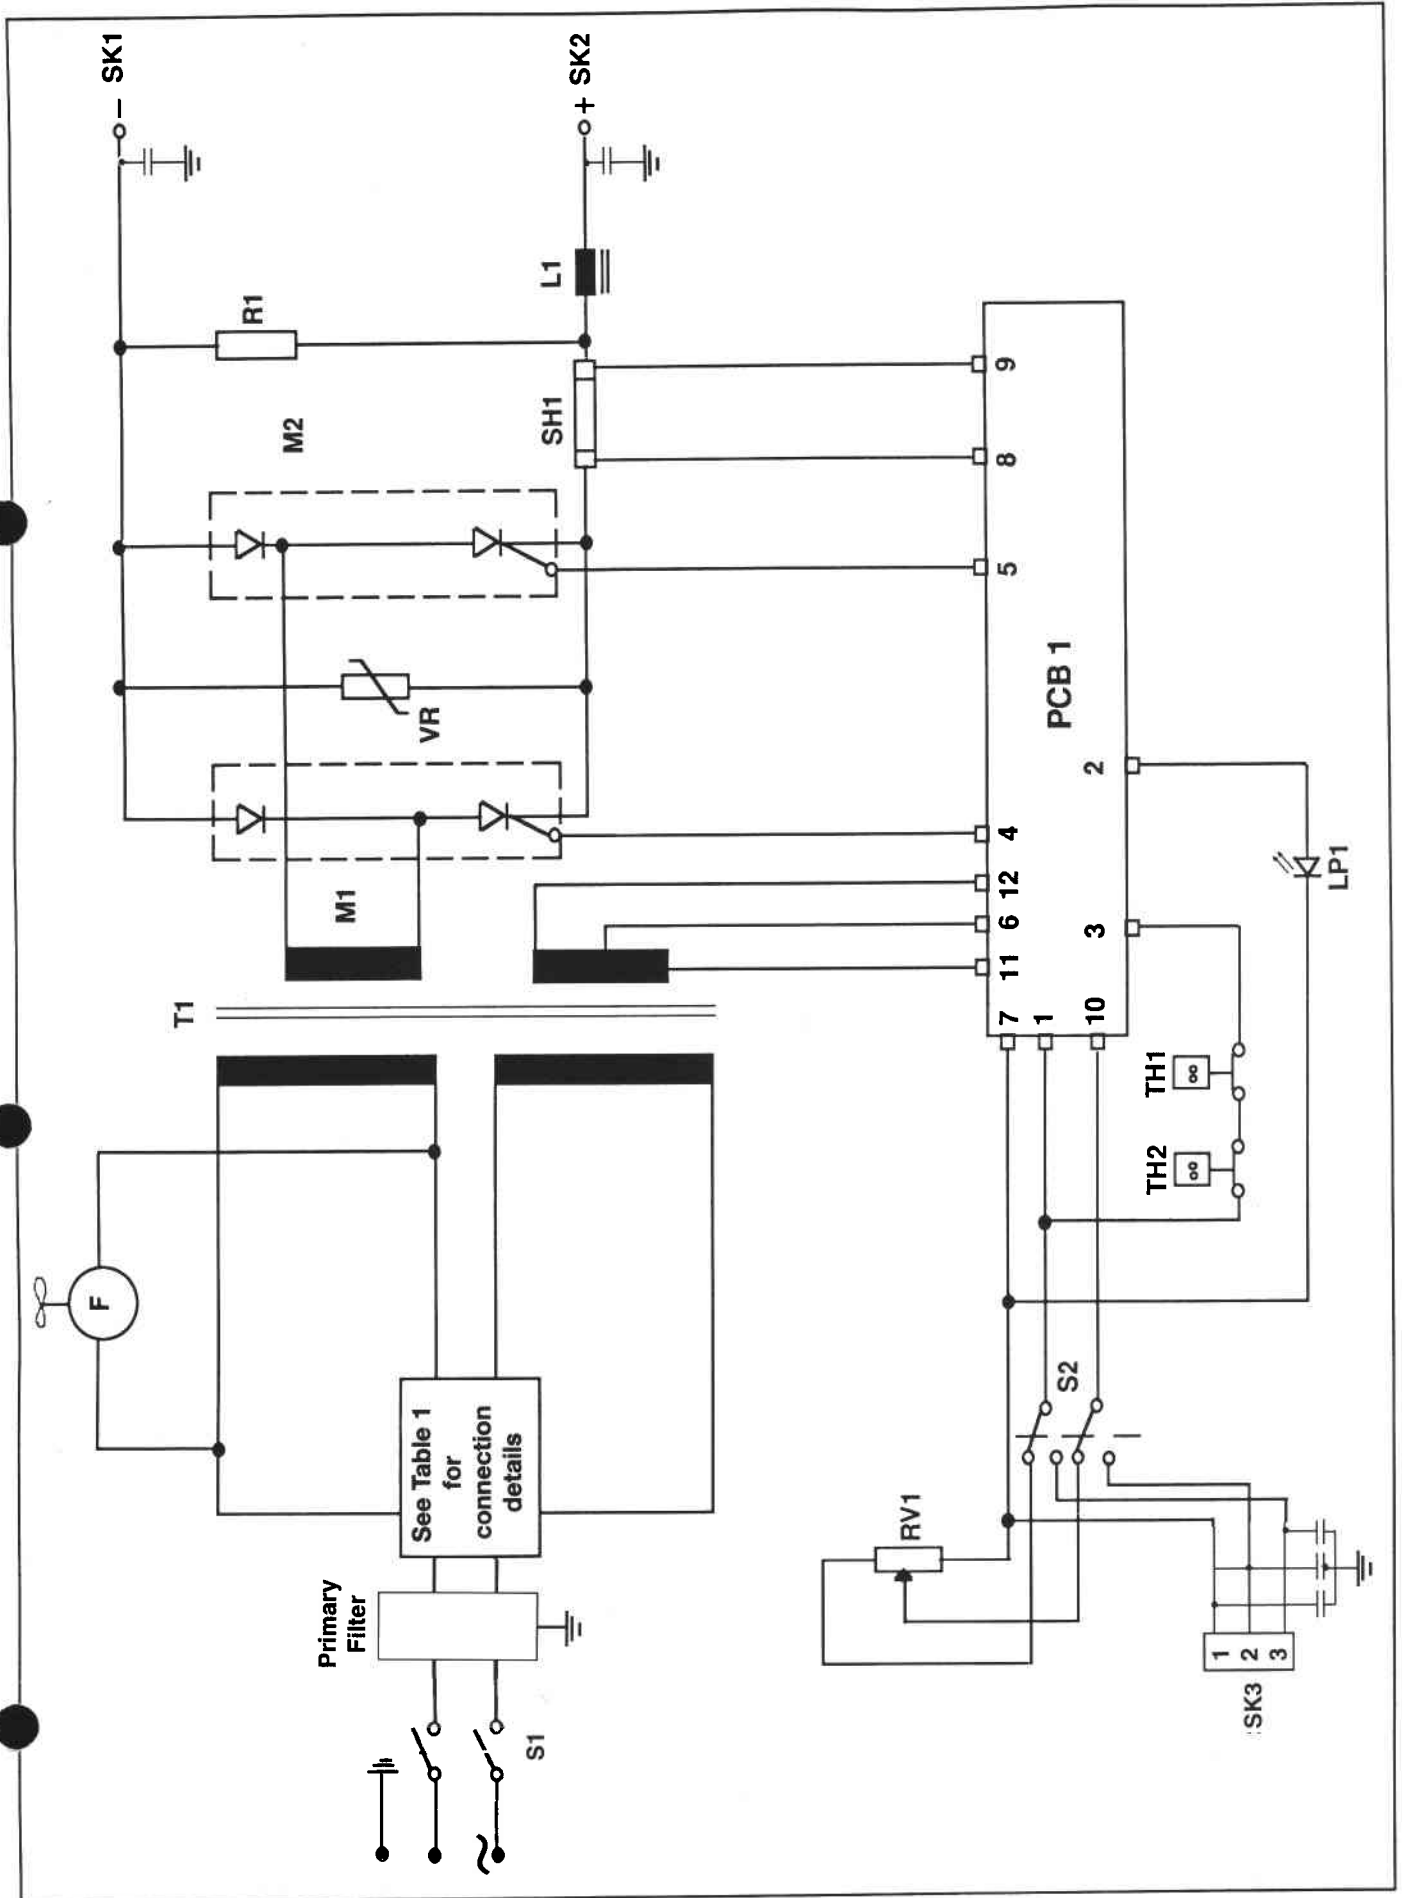 − SK1
+ SK2
R1
L1
M2
SH1
VR
M1
T1
9
8
5
4
12
6
11
PCB 1
2
3
7
1
10
F
See Table 1
for
connection
details
Primary
Filter
S1
TH1
TH2
LP1
S2
RV1
1
2
3
SK3